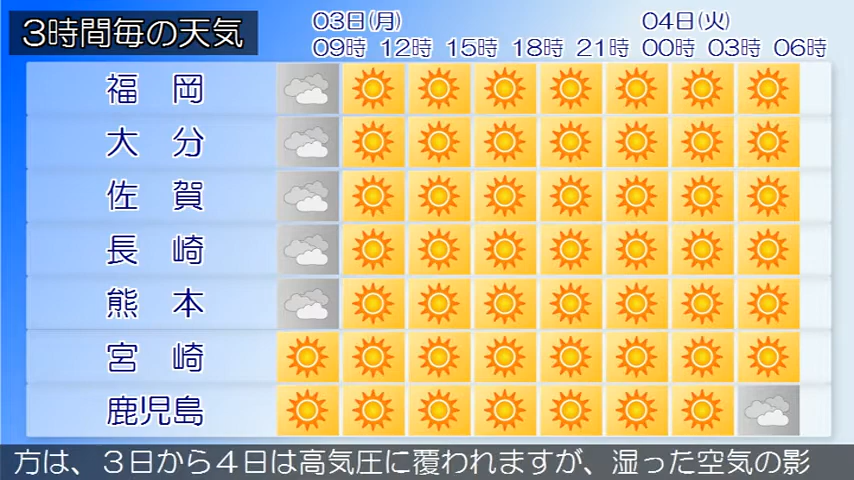 3時間毎の天気
03日(月) 04日(火)
09時 12時 15時 18時 21時 00時 03時 06時
福岡
大分
佐賀
長崎
熊本
宮崎
鹿児島
方は、３日から４日は高気圧に覆われますが、湿った空気の影